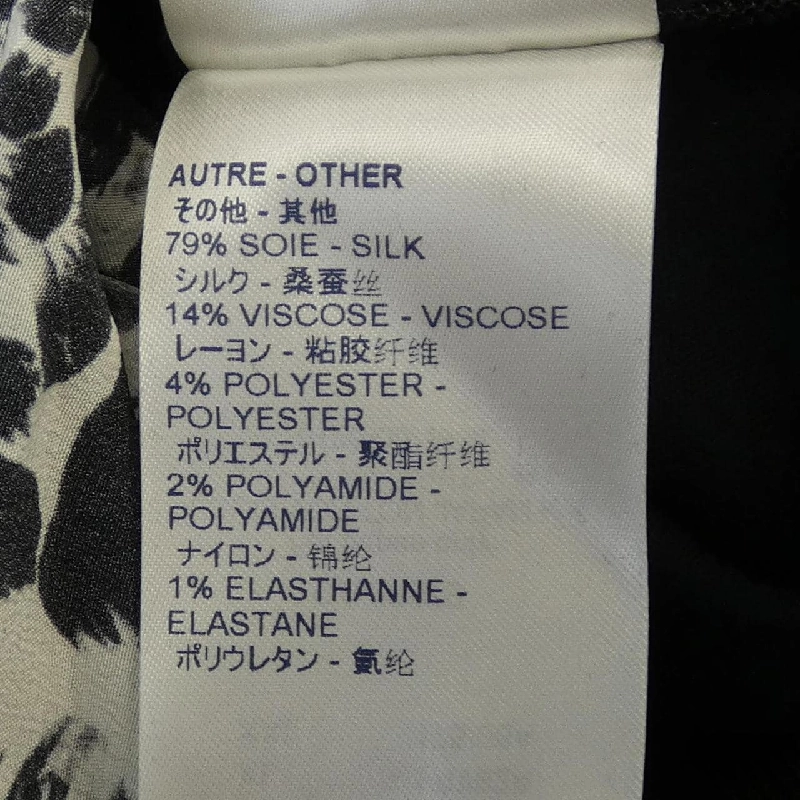 AUTRE - OTHER
その他 - 其他
79% SOIE - SILK
シルク - 桑蚕丝
14% VISCOSE - VISCOSE
レーヨン - 粘胶纤维
4% POLYESTER -
POLYESTER
ポリエステル - 聚酯纤维
2% POLYAMIDE -
POLYAMIDE
ナイロン - 锦纶
1% ELASTHANNE -
ELASTANE
ポリウレタン - 氨纶